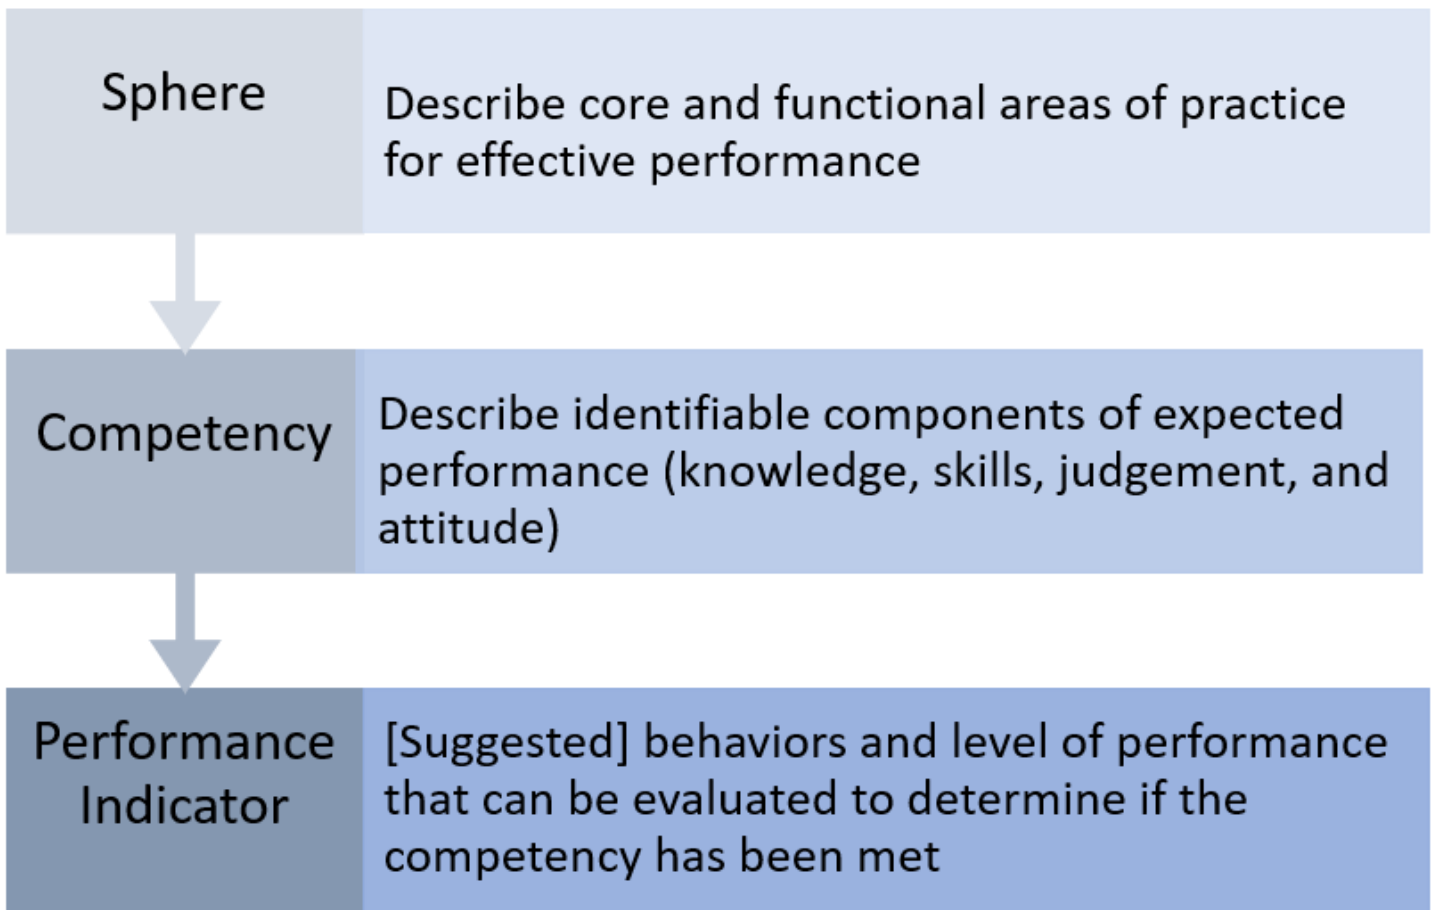 Sphere
Describe core and functional areas of practice
for effective performance
Competency
Describe identifiable components of expected
performance (knowledge, skills, judgement, and
attitude)
Performance
Indicator
[Suggested] behaviors and level of performance
that can be evaluated to determine if the
competency has been met